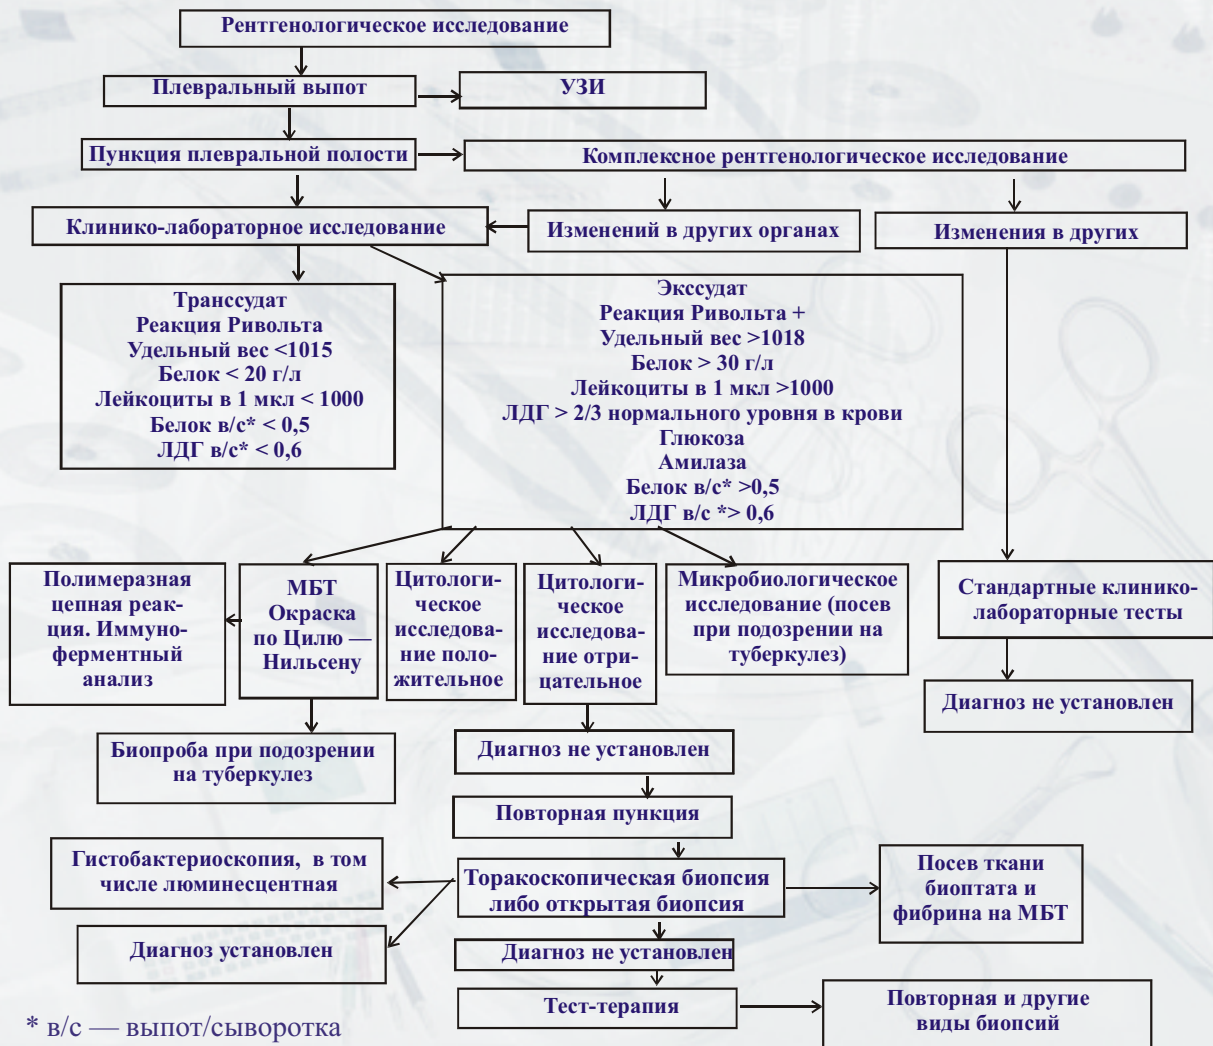 Рентгенологическое исследование
Плевральный выпот
УЗИ
Пункция плевральной полости
Комплексное рентгенологическое исследование
Клинико-лабораторное исследование
Изменений в других органах
Изменения в других
Транссудат
Реакция Ривольта
Удельный вес <1015
Белок < 20 г/л
Лейкоциты в 1 мкл < 1000
Белок в/с* < 0,5
ЛДГ в/с* < 0,6
Экссудат
Реакция Ривольта +
Удельный вес >1018
Белок > 30 г/л
Лейкоциты в 1 мкл >1000
ЛДГ > 2/3 нормального уровня в крови
Глюкоза
Амилаза
Белок в/с* >0,5
ЛДГ в/с *> 0,6
Полимеразная
цепная реак-
ция. Иммуно-
ферментный
анализ
МБТ
Окраска
по Цилю —
Нильсену
Цитологи-
ческое
исследова-
ние поло-
жительное
Цитологи-
ческое
исследова-
ние отри-
цательное
Микробиологическое
исследование (посев
при подозрении на
туберкулез)
Стандартные клинико-
лабораторные тесты
Диагноз не установлен
Биопроба при подозрении
на туберкулез
Диагноз не установлен
Повторная пункция
Гистобактериоскопия, в том
числе люминесцентная
Торакоскопическая биопсия
либо открытая биопсия
Посев ткани
биоптата и
фибрина на МБТ
Диагноз установлен
Диагноз не установлен
Тест-терапия
Повторная и другие
виды биопсий
* в/с — выпот/сыворотка